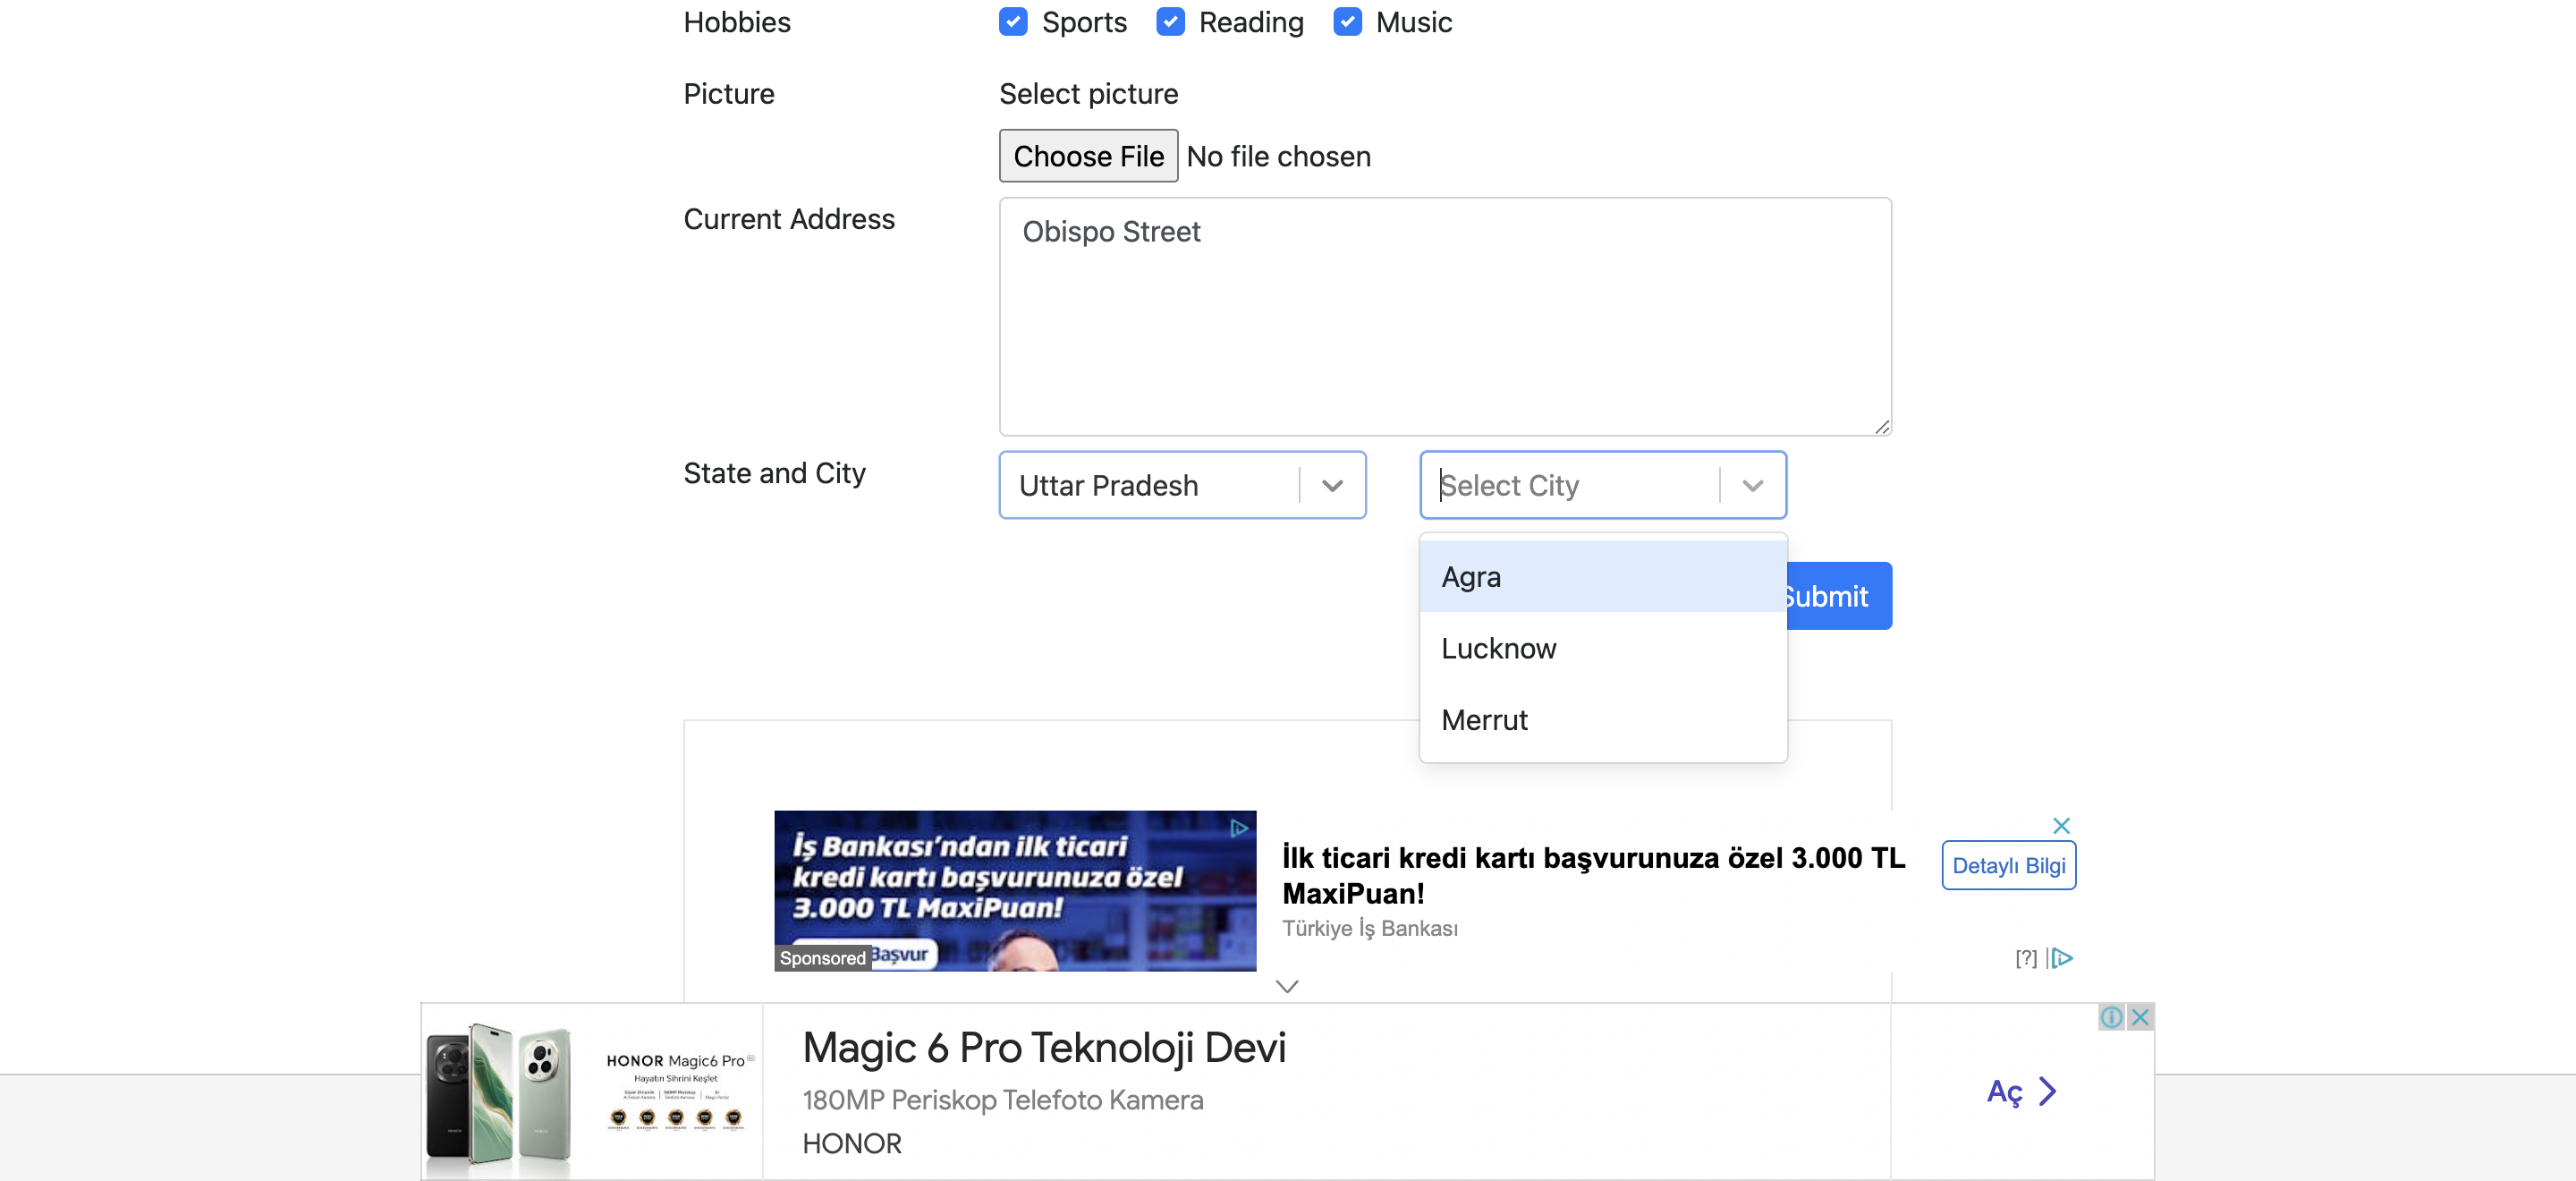 Hobbies
Sports
Reading
Music
Picture
Select picture
Choose File
No file chosen
Current Address
Obispo Street
State and City
Uttar Pradesh
Select City
Agra
Lucknow
Merrut
Submit
İş Bankası'ndan ilk ticari
kredi kartı başvurunuza özel
3.000 TL MaxiPuan!
Başvur
Sponsored
İlk ticari kredi kartı başvurunuza özel 3.000 TL
MaxiPuan!
Türkiye İş Bankası
Detaylı Bilgi
[?]
HONOR Magic6 Pro
Hayatın Sihrini Keşfet
Magic 6 Pro Teknoloji Devi
180MP Periskop Telefoto Kamera
HONOR
Aç